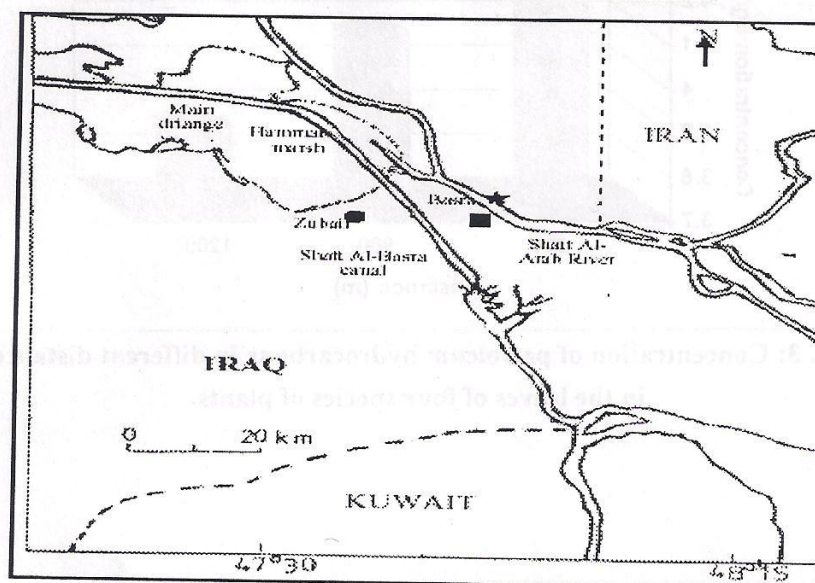 N
IRAN
Main
driange
Hammar
marsh
Basra
Zubair
Shatt Al-
Arab River
Shatt Al-Basra
canal
IRAQ
0 20 km
KUWAIT
47°30
48°15